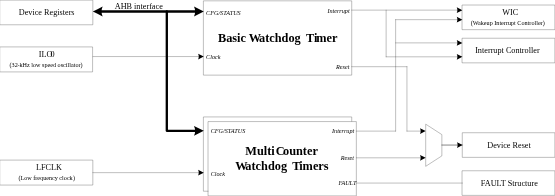 Device Registers
AHB interface
ILO0
(32-kHz low speed oscillator)
CFG/STATUS
Interrupt
Basic Watchdog Timer
Clock
Reset
WIC
(Wakeup Interrupt Controller)
Interrupt Controller
CFG/STATUS
Interrupt
MultiCounter
Watchdog Timers
Reset
Clock
FAULT
LFCLK
(Low frequency clock)
Device Reset
FAULT Structure